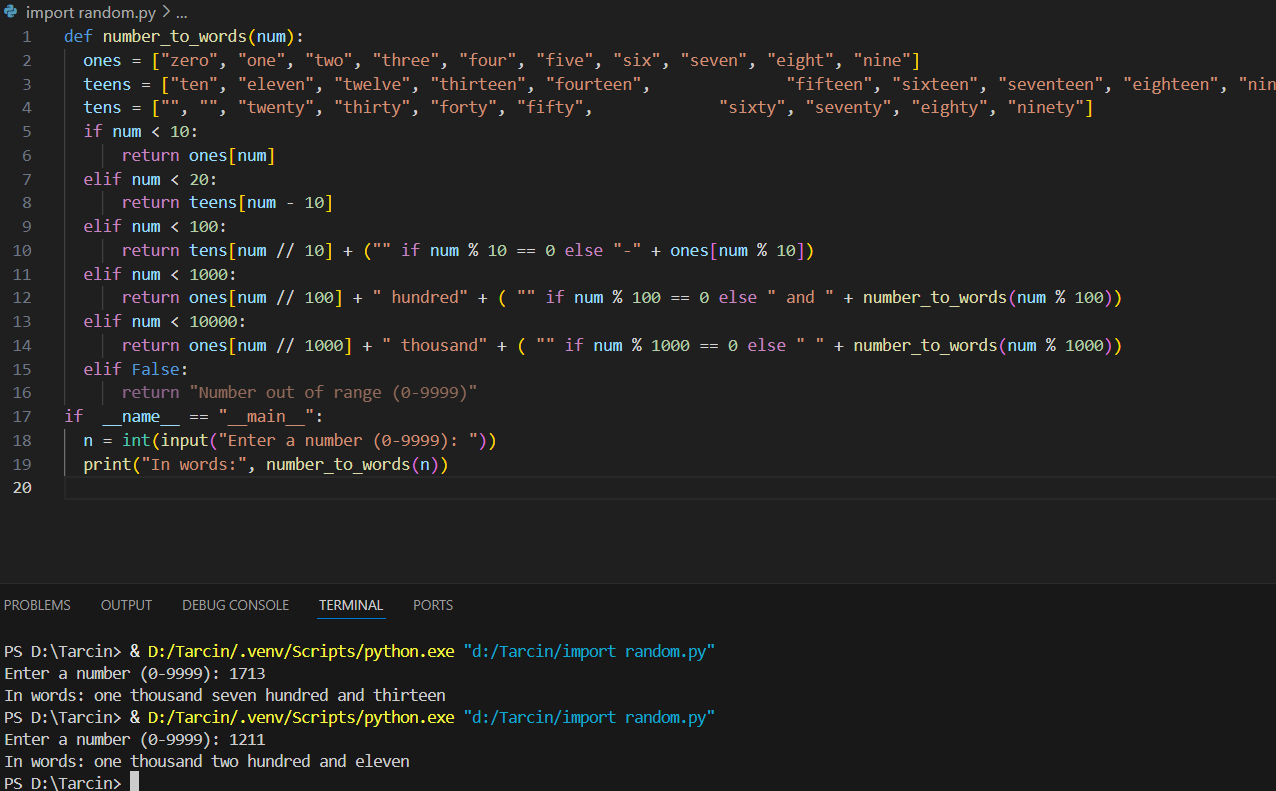 import random.py > ...
1 def number_to_words(num):
2   ones = ["zero", "one", "two", "three", "four", "five", "six", "seven", "eight", "nine"]
3   teens = ["ten", "eleven", "twelve", "thirteen", "fourteen",              "fifteen", "sixteen", "seventeen", "eighteen", "nin
4   tens = ["", "", "twenty", "thirty", "forty", "fifty",             "sixty", "seventy", "eighty", "ninety"]
5   if num < 10:
6       return ones[num]
7   elif num < 20:
8       return teens[num - 10]
9   elif num < 100:
10       return tens[num // 10] + ("" if num % 10 == 0 else "-" + ones[num % 10])
11   elif num < 1000:
12       return ones[num // 100] + " hundred" + ( "" if num % 100 == 0 else " and " + number_to_words(num % 100))
13   elif num < 10000:
14       return ones[num // 1000] + " thousand" + ( "" if num % 1000 == 0 else " " + number_to_words(num % 1000))
15   elif False:
16       return "Number out of range (0-9999)"
17 if  __name__ == "__main__":
18   n = int(input("Enter a number (0-9999): "))
19   print("In words:", number_to_words(n))
20
PROBLEMS OUTPUT DEBUG CONSOLE TERMINAL PORTS
PS D:\Tarcin> & D:/Tarcin/.venv/Scripts/python.exe "d:/Tarcin/import random.py"
Enter a number (0-9999): 1713
In words: one thousand seven hundred and thirteen
PS D:\Tarcin> & D:/Tarcin/.venv/Scripts/python.exe "d:/Tarcin/import random.py"
Enter a number (0-9999): 1211
In words: one thousand two hundred and eleven
PS D:\Tarcin>